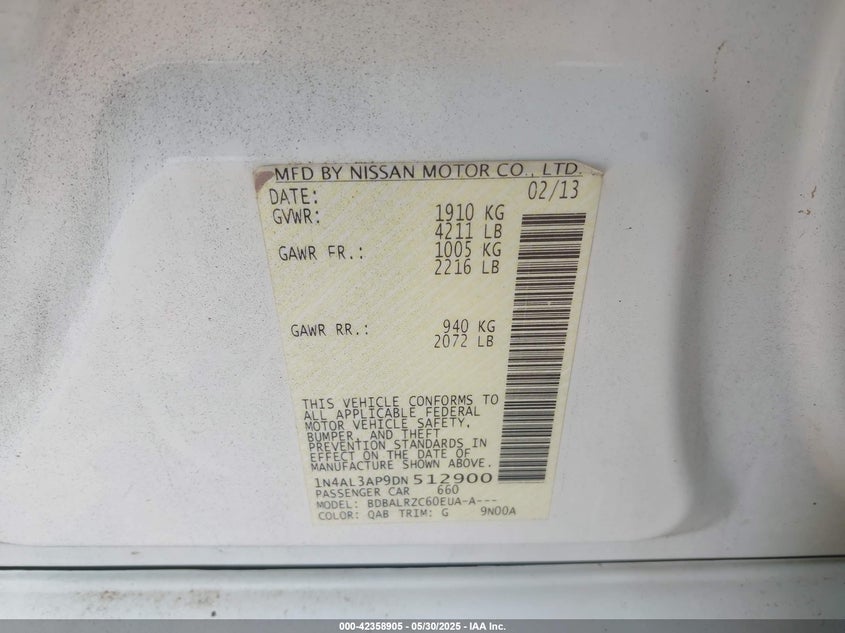 MFD BY NISSAN MOTOR CO., LTD.
DATE: 02/13
GVWR: 1910 KG
4211 LB
GAWR FR.: 1005 KG
2216 LB
GAWR RR.: 940 KG
2072 LB
THIS VEHICLE CONFORMS TO
ALL APPLICABLE FEDERAL
MOTOR VEHICLE SAFETY,
BUMPER, AND THEFT
PREVENTION STANDARDS IN
EFFECT ON THE DATE OF
MANUFACTURE SHOWN ABOVE.
1N4AL3AP9DN512900
PASSENGER CAR 660
MODEL: BDBALRZC60EUA-A---
COLOR: QAB TRIM: G 9N00A
000-42358905 - 05/30/2025 - IAA Inc.